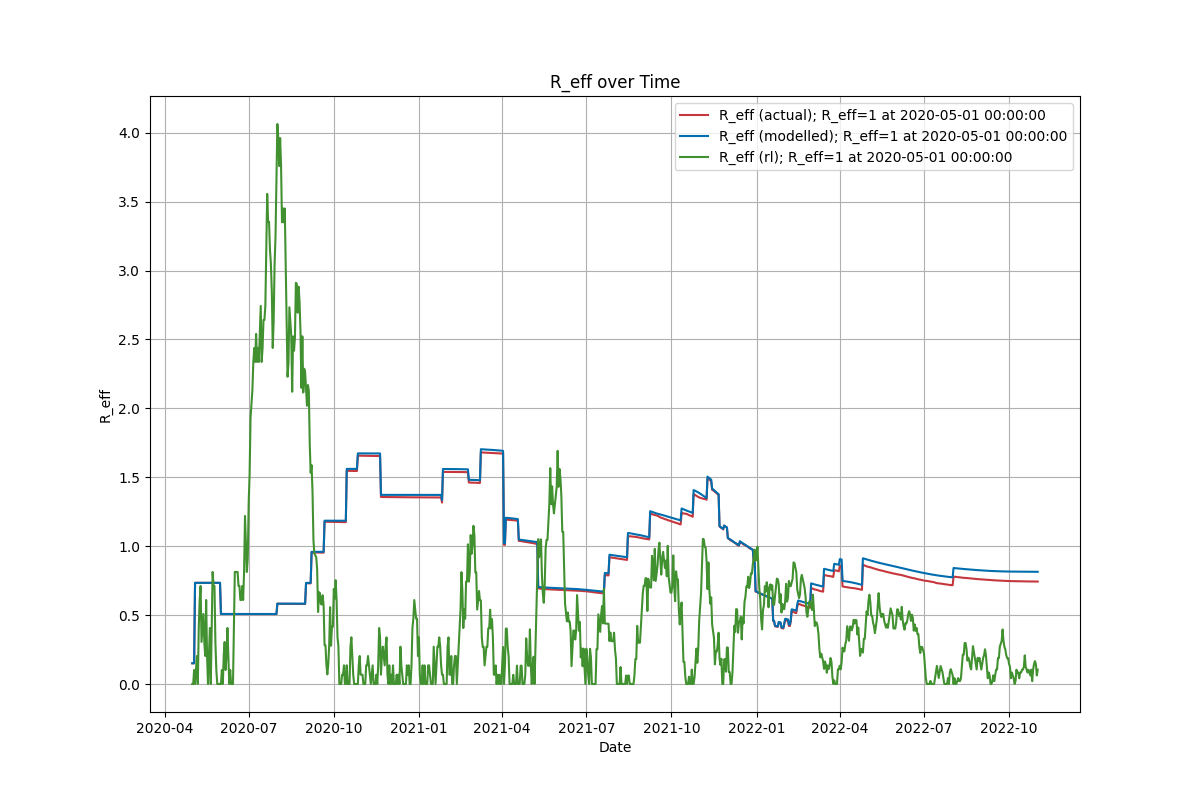 R_eff over Time
R_eff (actual); R_eff=1 at 2020-05-01 00:00:00
R_eff (modelled); R_eff=1 at 2020-05-01 00:00:00
R_eff (rl); R_eff=1 at 2020-05-01 00:00:00
R_eff
4.0
3.5
3.0
2.5
2.0
1.5
1.0
0.5
0.0
2020-04 2020-07 2020-10 2021-01 2021-04 2021-07 2021-10 2022-01 2022-04 2022-07 2022-10
Date